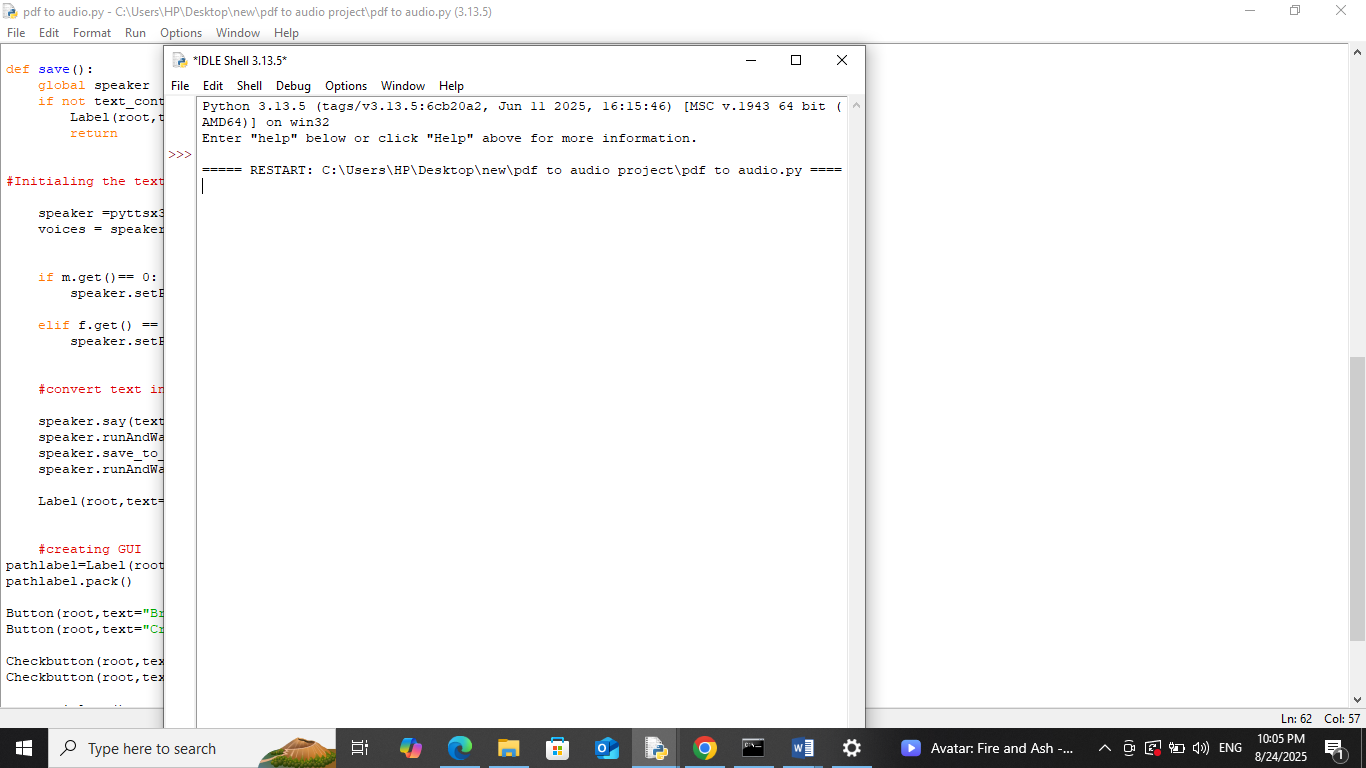 pdf to audio.py - C:\Users\HP\Desktop\new\pdf to audio project\pdf to audio.py (3.13.5)
File Edit Format Run Options Window Help
def save():
global speaker
if not text_cont
Label(root,t
return
#Initialing the text
speaker =pyttsx3
voices = speaker
if m.get()== 0:
speaker.setP
elif f.get() ==
speaker.setP
#convert text in
speaker.say(text
speaker.runAndWa
speaker.save_to_
speaker.runAndWa
Label(root,text=
#creating GUI
pathlabel=Label(root
pathlabel.pack()
Button(root,text="Br
Button(root,text="Cr
Checkbutton(root,tex
Checkbutton(root,tex
*IDLE Shell 3.13.5*
File Edit Shell Debug Options Window Help
Python 3.13.5 (tags/v3.13.5:6cb20a2, Jun 11 2025, 16:15:46) [MSC v.1943 64 bit (
AMD64)] on win32
Enter "help" below or click "Help" above for more information.
>>>
===== RESTART: C:\Users\HP\Desktop\new\pdf to audio project\pdf to audio.py ====
Ln: 62 Col: 57
Type here to search
Avatar: Fire and Ash -...
ENG
10:05 PM
8/24/2025
1